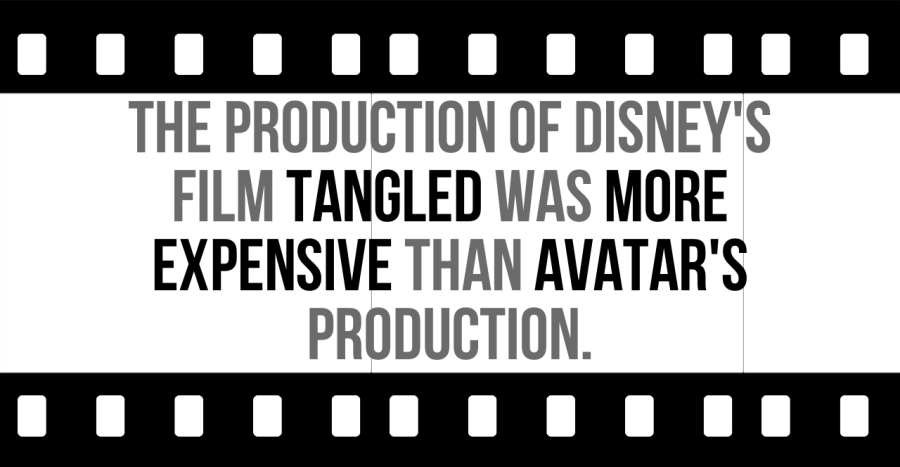 THE PRODUCTION OF DISNEY'S
FILM TANGLED WAS MORE
EXPENSIVE THAN AVATAR'S
PRODUCTION.